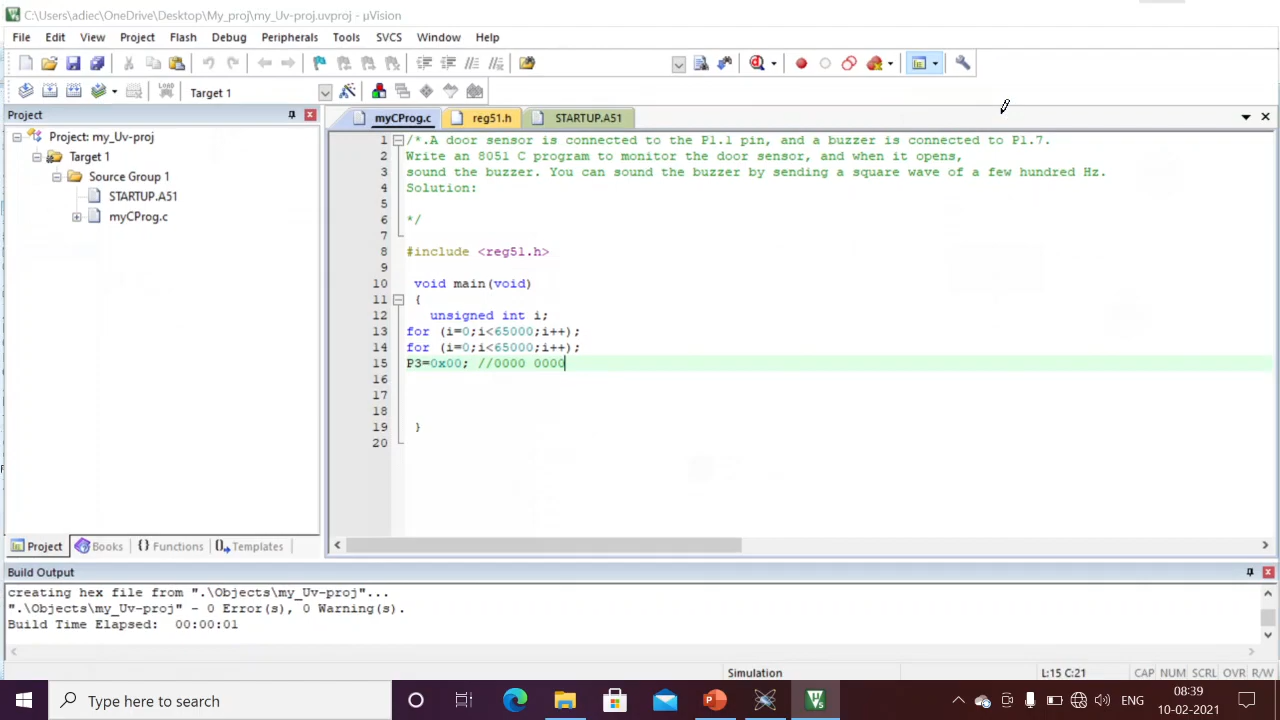 C:\Users\adiec\OneDrive\Desktop\My_proj\my_Uv-proj.uvproj - µVision
File Edit View Project Flash Debug Peripherals Tools SVCS Window Help
LOAD Target 1
Project
myCProg.c reg51.h STARTUP.A51
Project: my_Uv-proj
Target 1
Source Group 1
STARTUP.A51
myCProg.c
1 /*.A door sensor is connected to the P1.1 pin, and a buzzer is connected to P1.7.
2 Write an 8051 C program to monitor the door sensor, and when it opens,
3 sound the buzzer. You can sound the buzzer by sending a square wave of a few hundred Hz.
4 Solution:
5
6 */
7
8 #include <reg51.h>
9
10 void main(void)
11 {
12 unsigned int i;
13 for (i=0;i<65000;i++);
14 for (i=0;i<65000;i++);
15 P3=0x00; //0000 0000
16
17
18
19 }
20
Project Books {} Functions Templates
Build Output
creating hex file from ".\Objects\my_Uv-proj"...
".\Objects\my_Uv-proj" - 0 Error(s), 0 Warning(s).
Build Time Elapsed: 00:00:01
Simulation L:15 C:21 CAP NUM SCRL OVR R/W
Type here to search
ENG
08:39
10-02-2021